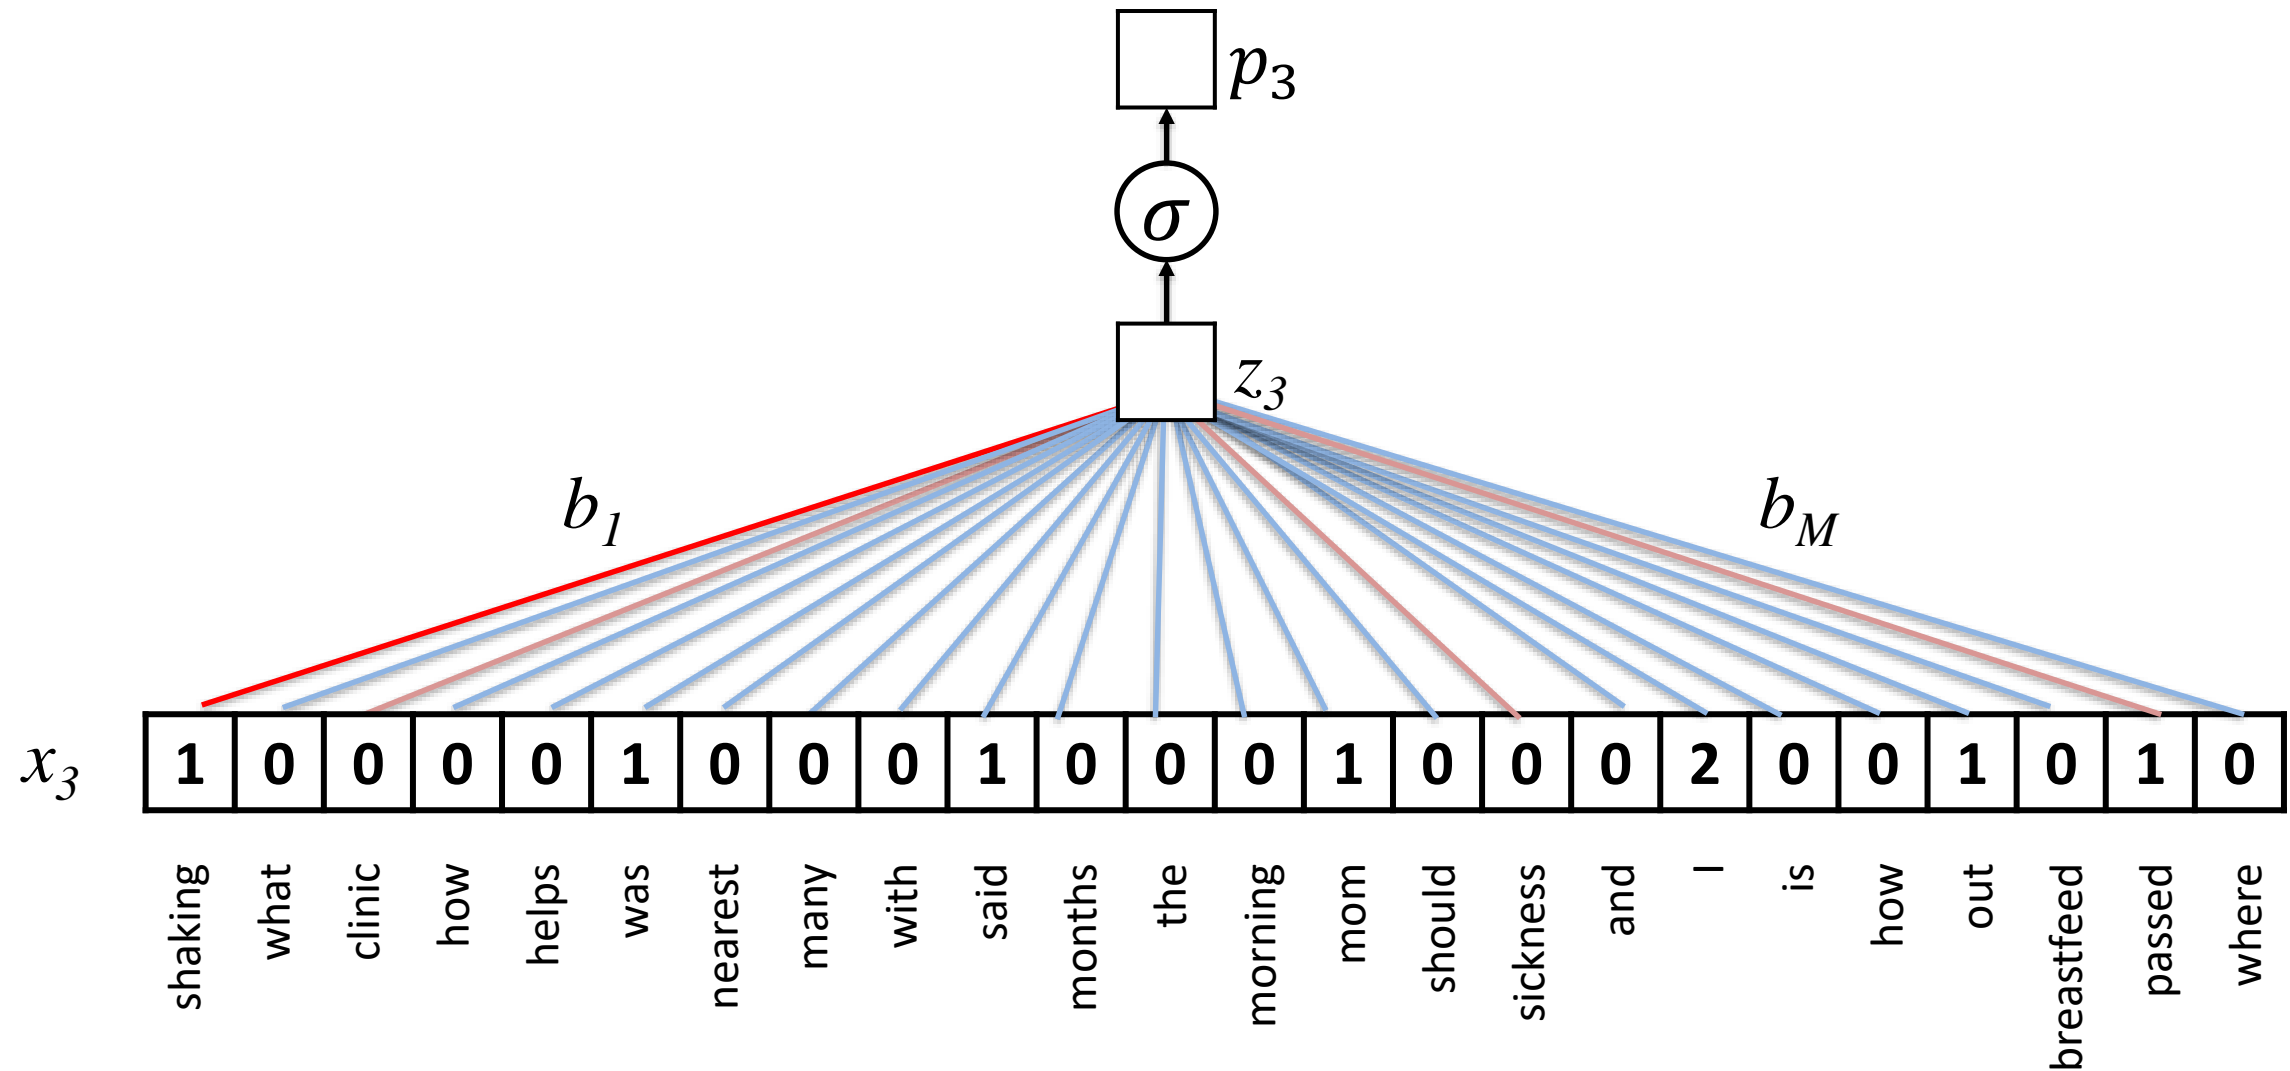 p₃
σ
z₃
b₁
b_M
x₃ 1 0 0 0 0 1 0 0 0 1 0 0 0 1 0 0 0 2 0 0 1 0 1 0
shaking what clinic how helps was nearest many with said months the morning mom should sickness and I is how out breastfeed passed where